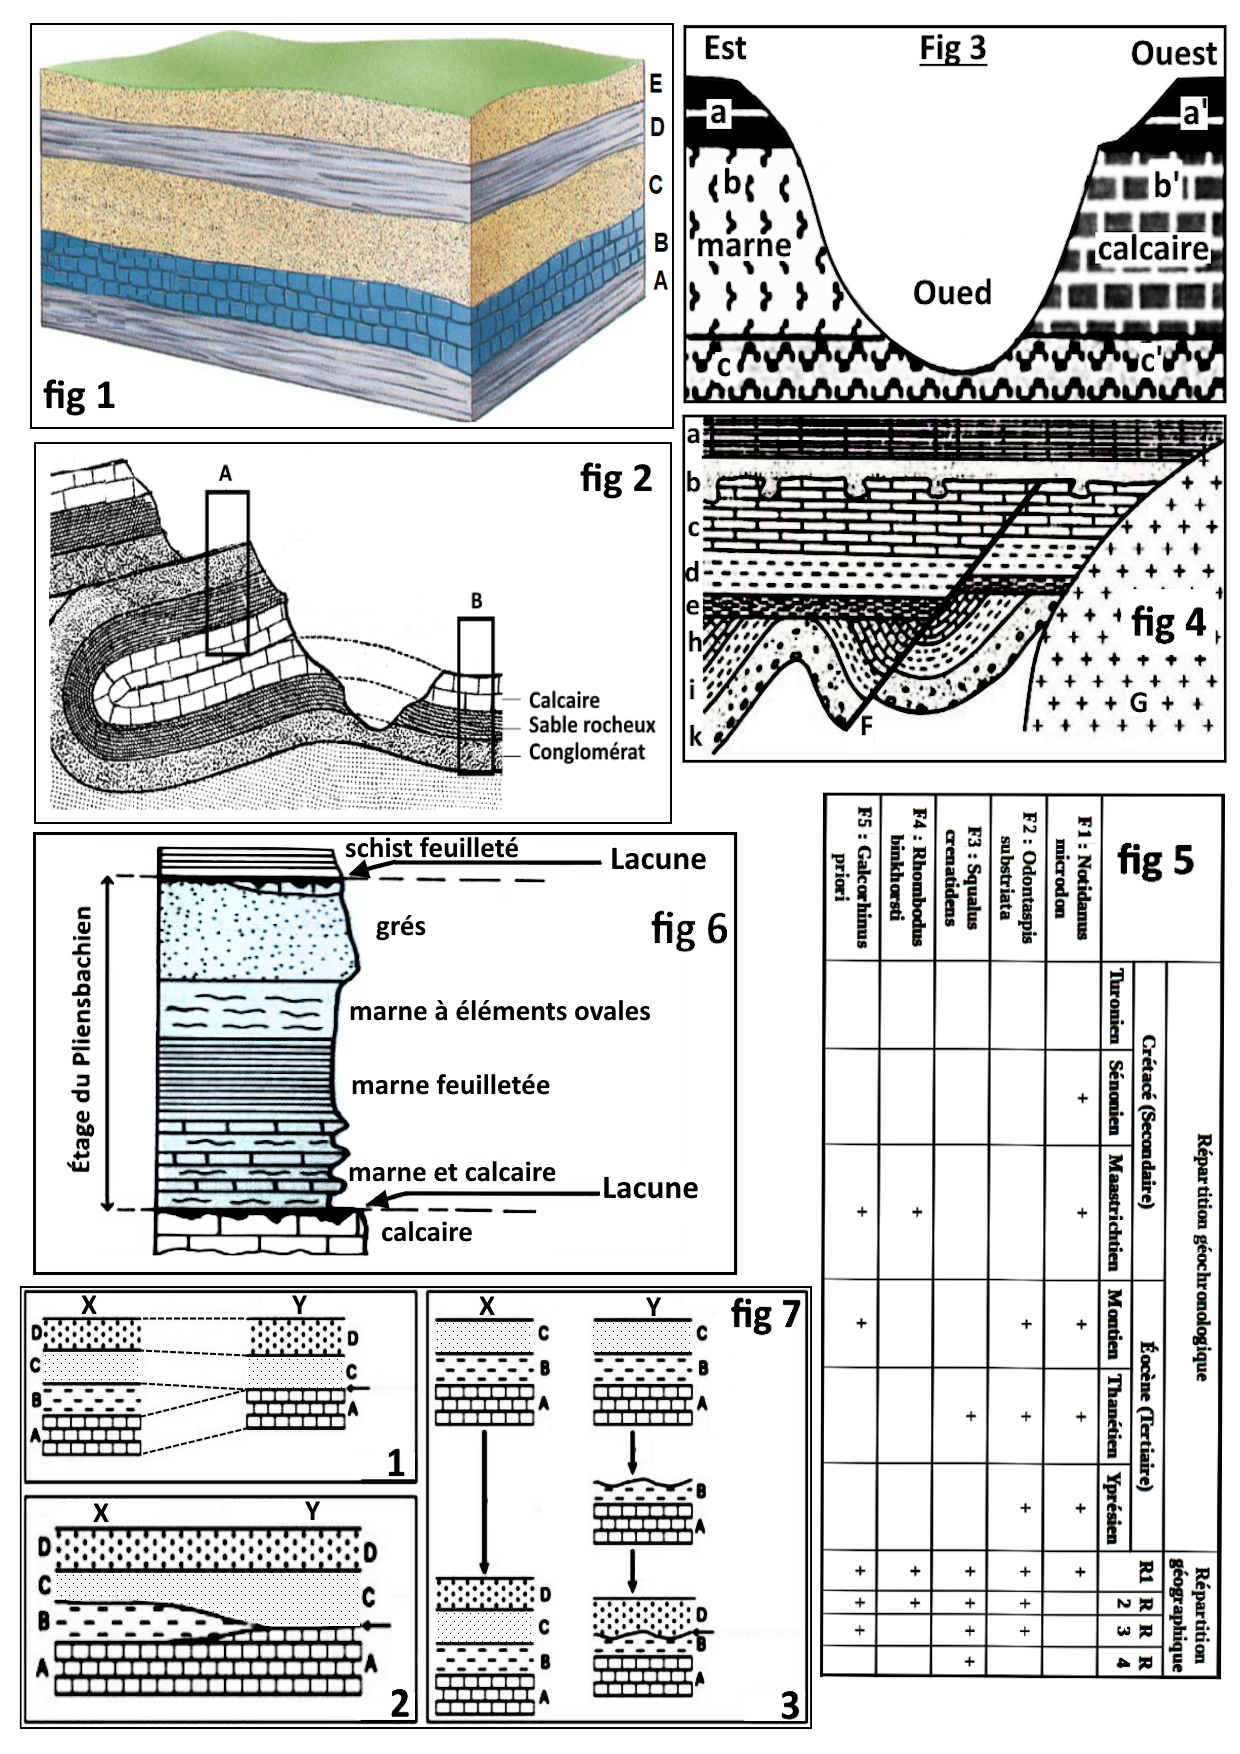 E
D
C
B
A
fig 1
Est
Fig 3
Ouest
a
a'
b
b'
marne
calcaire
Oued
c
c'
fig 2
A
B
Calcaire
Sable rocheux
Conglomérat
a
b
c
d
e
h
i
k
F
G
fig 4
fig 5
Répartition géochronologique
Répartition
géographique
Crétacé (Secondaire)
Éocène (Tertiaire)
Turonien
Sénonien
Maastrichtien
Montien
Thanétien
Yprésien
R1
R
2
R
3
R
4
F1 : Notidanus
microdon
+ + + + + +
F2 : Odontaspis
substriata
+ + + + + +
F3 : Squalus
crenatidens
+ + + + +
F4 : Rhombodus
binkhorsti
+ + +
F5 : Galcorhinus
priori
+ + + + +
fig 6
schist feuilleté
Lacune
grés
marne à éléments ovales
marne feuilletée
marne et calcaire
Lacune
calcaire
Étage du Pliensbachien
fig 7
X
Y
D
D
C
C
B
A
A
1
X
Y
D
D
C
C
B
A
A
2
X
Y
C
C
B
B
A
A
B
A
D
D
C
B
B
A
A
3